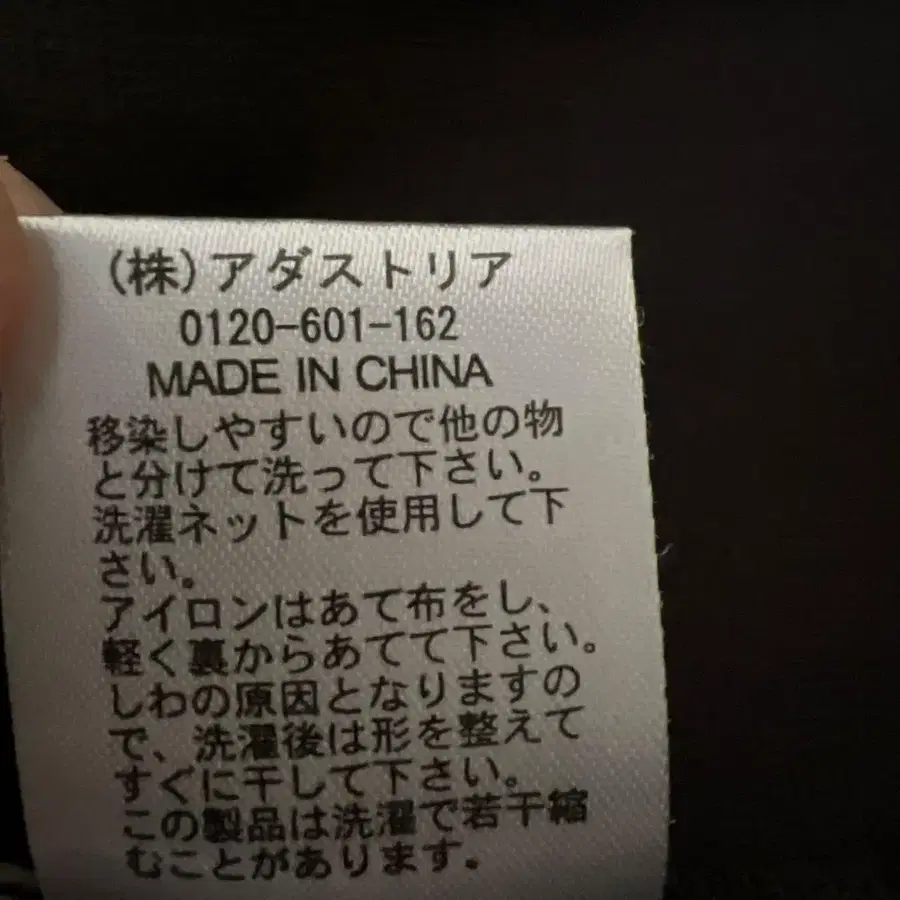 (株)アダストリア
0120-601-162
MADE IN CHINA
移染しやすいので他の物
と分けて洗って下さい。
洗濯ネットを使用して下
さい。
アイロンはあて布をし、
軽く裏からあてて下さい。
しわの原因となりますの
で、洗濯後は形を整えて
すぐに干して下さい。
この製品は洗濯で若干縮
むことがあります。